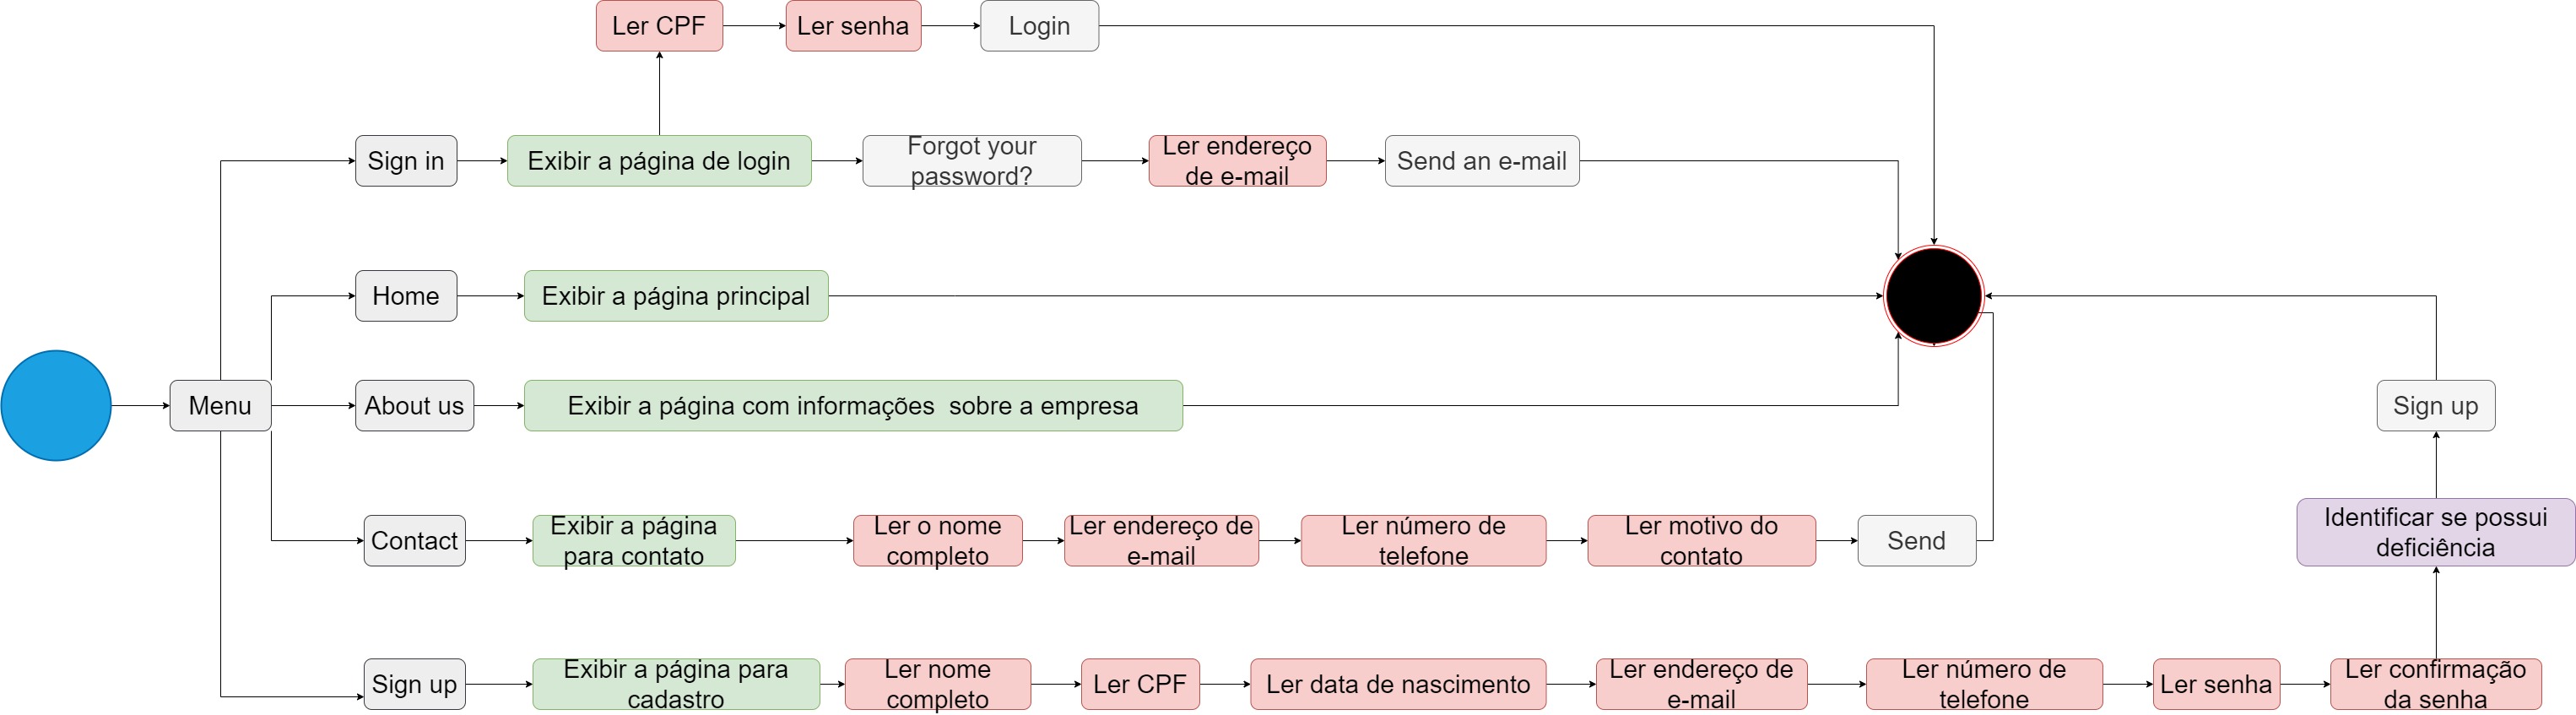 Ler CPF
Ler senha
Login
Sign in
Exibir a página de login
Forgot your
password?
Ler endereço
de e-mail
Send an e-mail
Home
Exibir a página principal
Menu
About us
Exibir a página com informações  sobre a empresa
Sign up
Identificar se possui
deficiência
Contact
Exibir a página
para contato
Ler o nome
completo
Ler endereço de
e-mail
Ler número de
telefone
Ler motivo do
contato
Send
Sign up
Exibir a página para
cadastro
Ler nome
completo
Ler CPF
Ler data de nascimento
Ler endereço de
e-mail
Ler número de
telefone
Ler senha
Ler confirmação
da senha